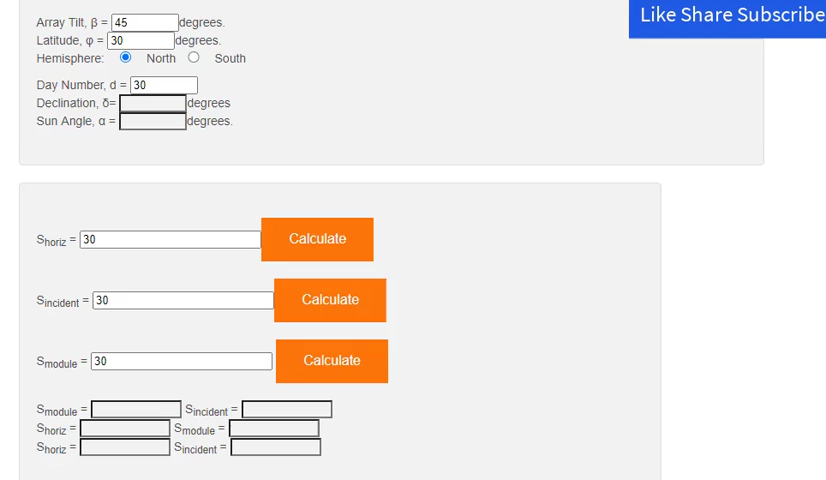 Like Share Subscribe
Array Tilt, β = 45 degrees.
Latitude, φ = 30 degrees.
Hemisphere: North South
Day Number, d = 30
Declination, δ= degrees
Sun Angle, α = degrees.
Shoriz = 30 Calculate
Sincident = 30 Calculate
Smodule = 30 Calculate
Smodule = Sincident =
Shoriz = Smodule =
Shoriz = Sincident =